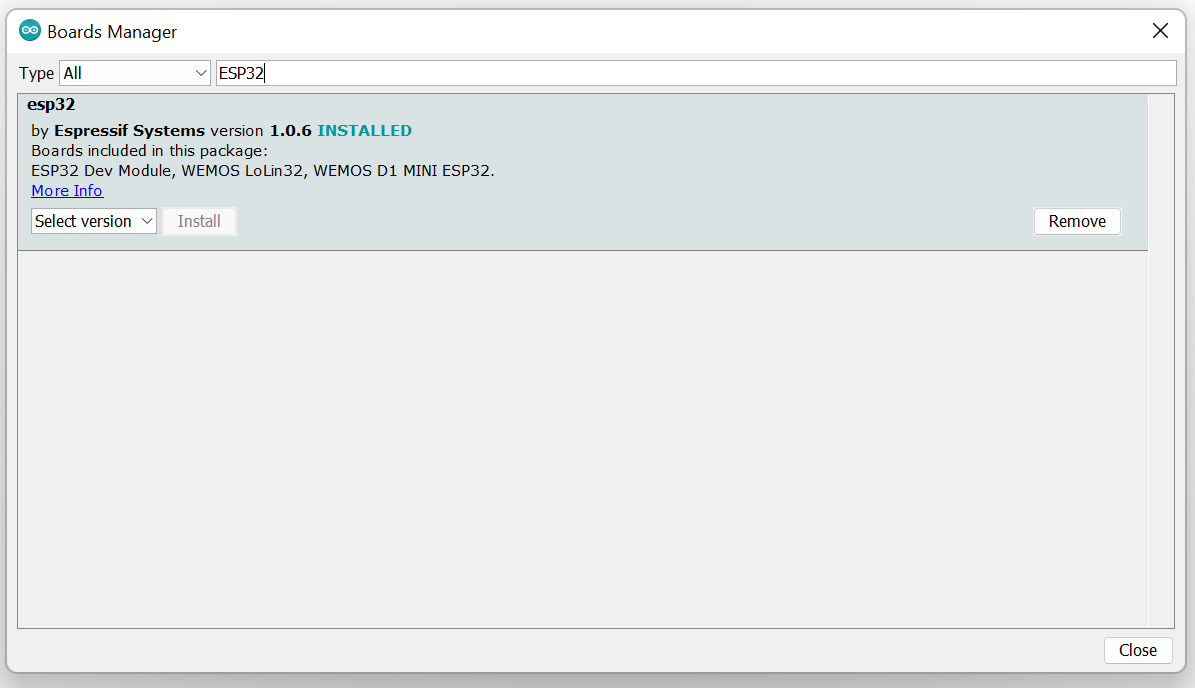 Boards Manager
Type All ESP32
esp32
by Espressif Systems version 1.0.6 INSTALLED
Boards included in this package:
ESP32 Dev Module, WEMOS LoLin32, WEMOS D1 MINI ESP32.
More Info
Select version Install Remove
Close